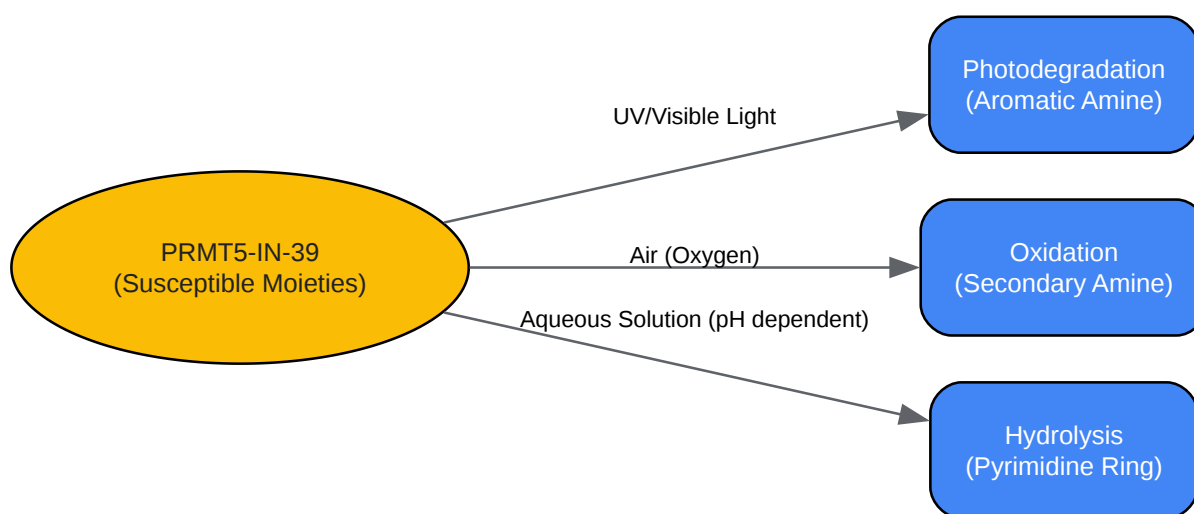 Photodegradation
(Aromatic Amine)
UV/Visible Light
PRMT5-IN-39
(Susceptible Moieties)
Air (Oxygen)
Oxidation
(Secondary Amine)
Aqueous Solution (pH dependent)
Hydrolysis
(Pyrimidine Ring)